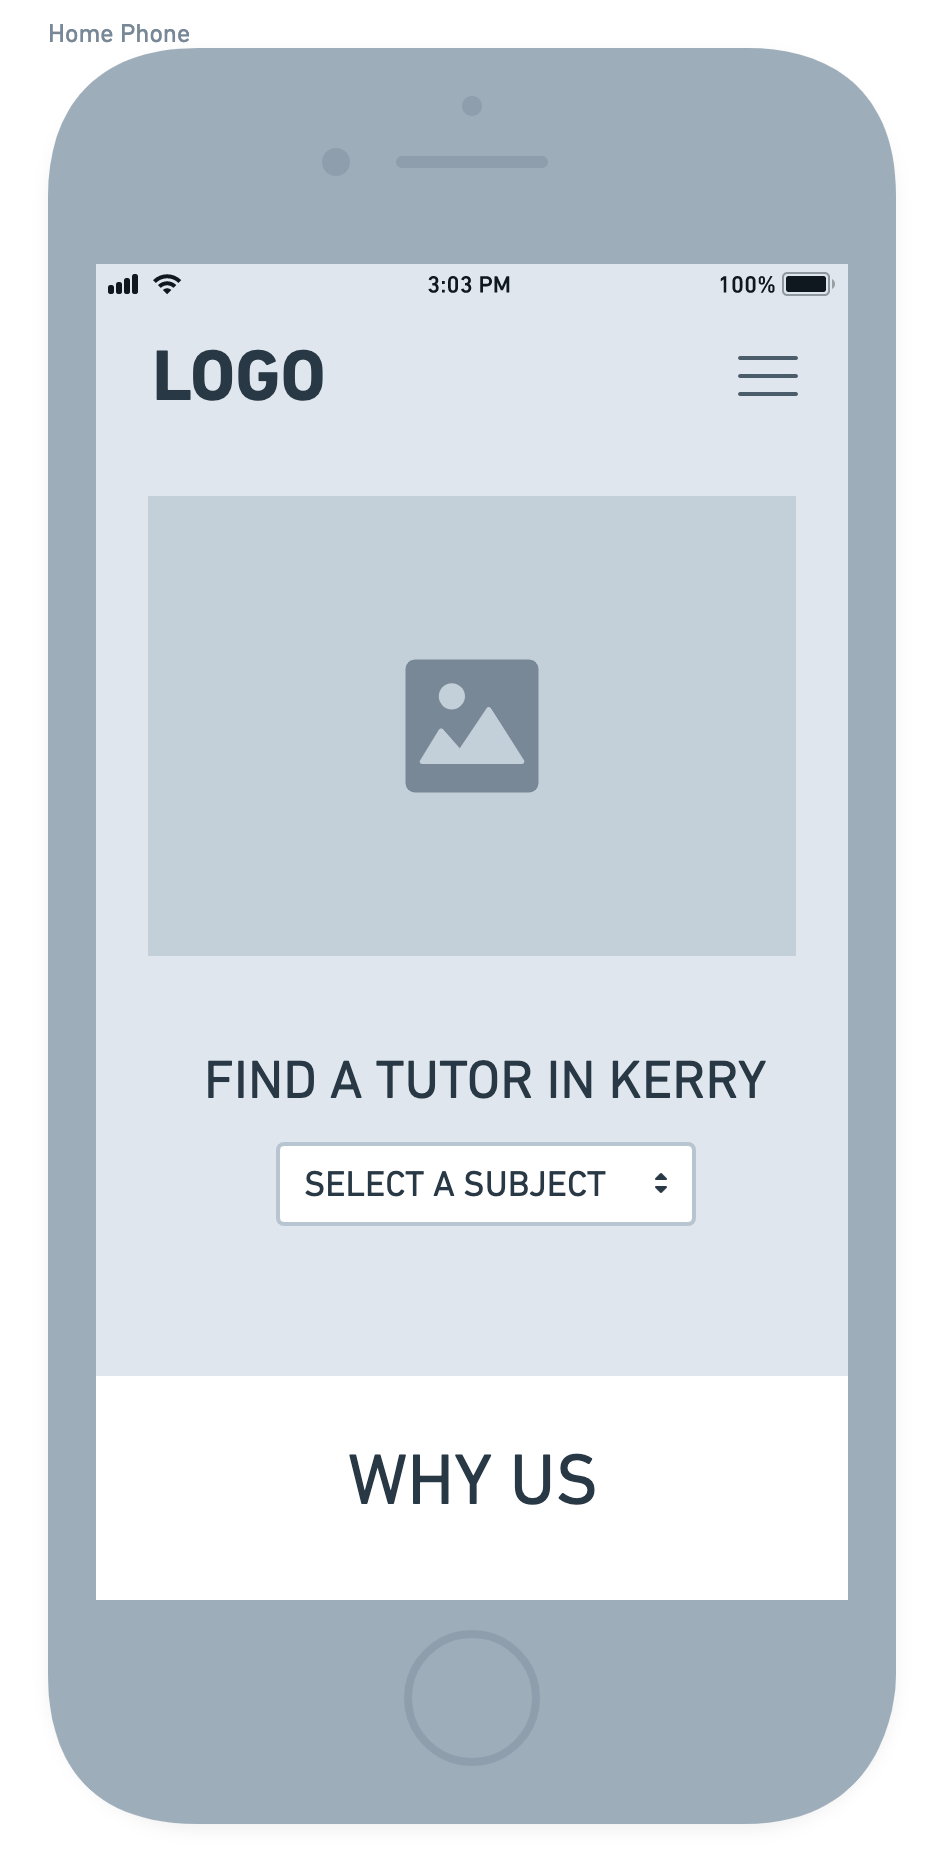 Home Phone
3:03 PM
100%
LOGO
FIND A TUTOR IN KERRY
SELECT A SUBJECT
WHY US